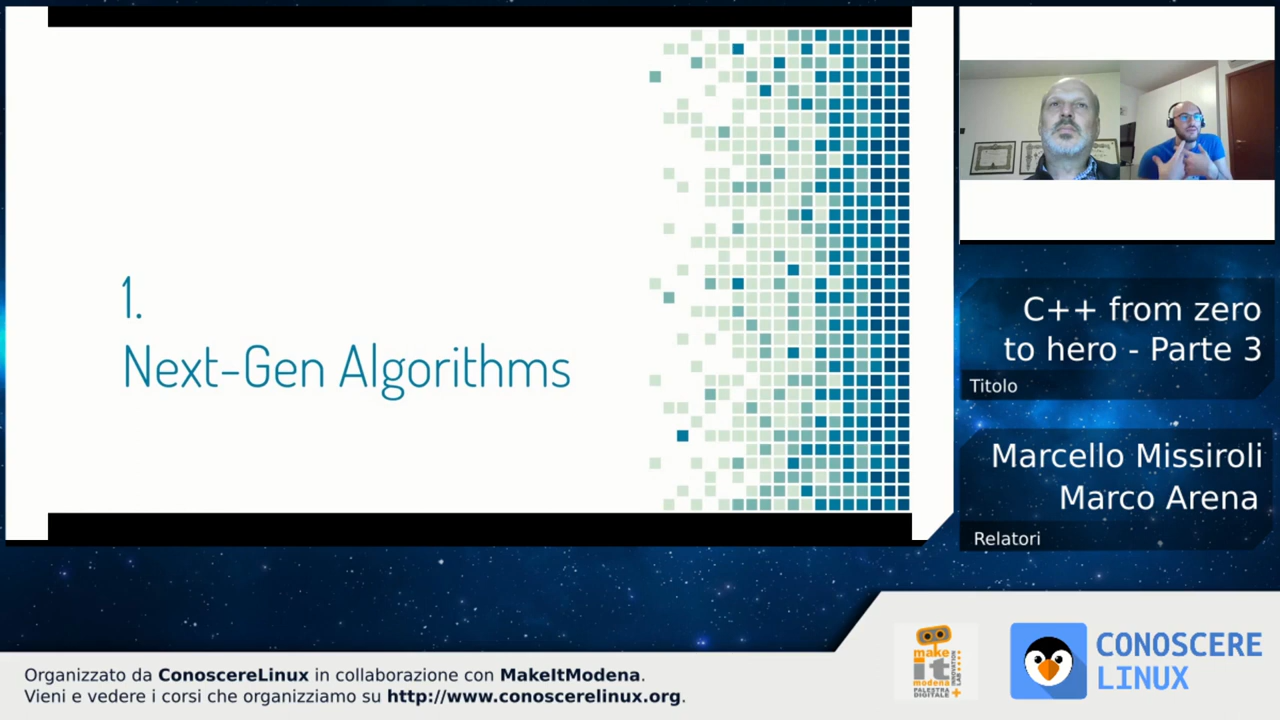 1.
Next-Gen Algorithms
C++ from zero
to hero - Parte 3
Titolo
Marcello Missiroli
Marco Arena
Relatori
make
it
modena
PALESTRA
DIGITALE
INNOVATION
LAB
CONOSCERE
LINUX
Organizzato da ConoscereLinux in collaborazione con MakeItModena.
Vieni e vedere i corsi che organizziamo su http://www.conoscerelinux.org.